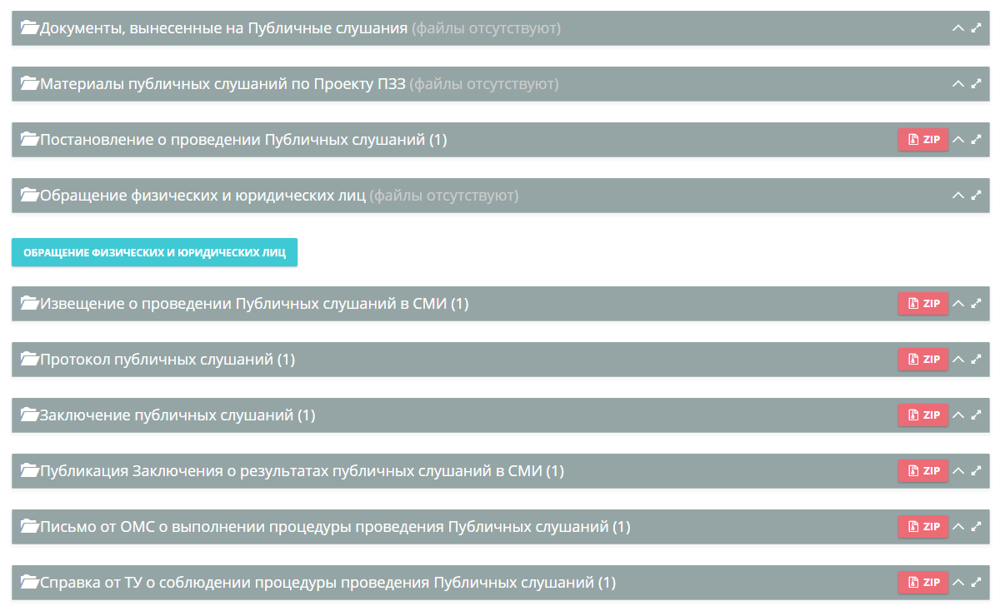 Документы, вынесенные на Публичные слушания (файлы отсутствуют)
Материалы публичных слушаний по Проекту ПЗЗ (файлы отсутствуют)
Постановление о проведении Публичных слушаний (1) ZIP
Обращение физических и юридических лиц (файлы отсутствуют)
ОБРАЩЕНИЕ ФИЗИЧЕСКИХ И ЮРИДИЧЕСКИХ ЛИЦ
Извещение о проведении Публичных слушаний в СМИ (1) ZIP
Протокол публичных слушаний (1) ZIP
Заключение публичных слушаний (1) ZIP
Публикация Заключения о результатах публичных слушаний в СМИ (1) ZIP
Письмо от ОМС о выполнении процедуры проведения Публичных слушаний (1) ZIP
Справка от ТУ о соблюдении процедуры проведения Публичных слушаний (1) ZIP